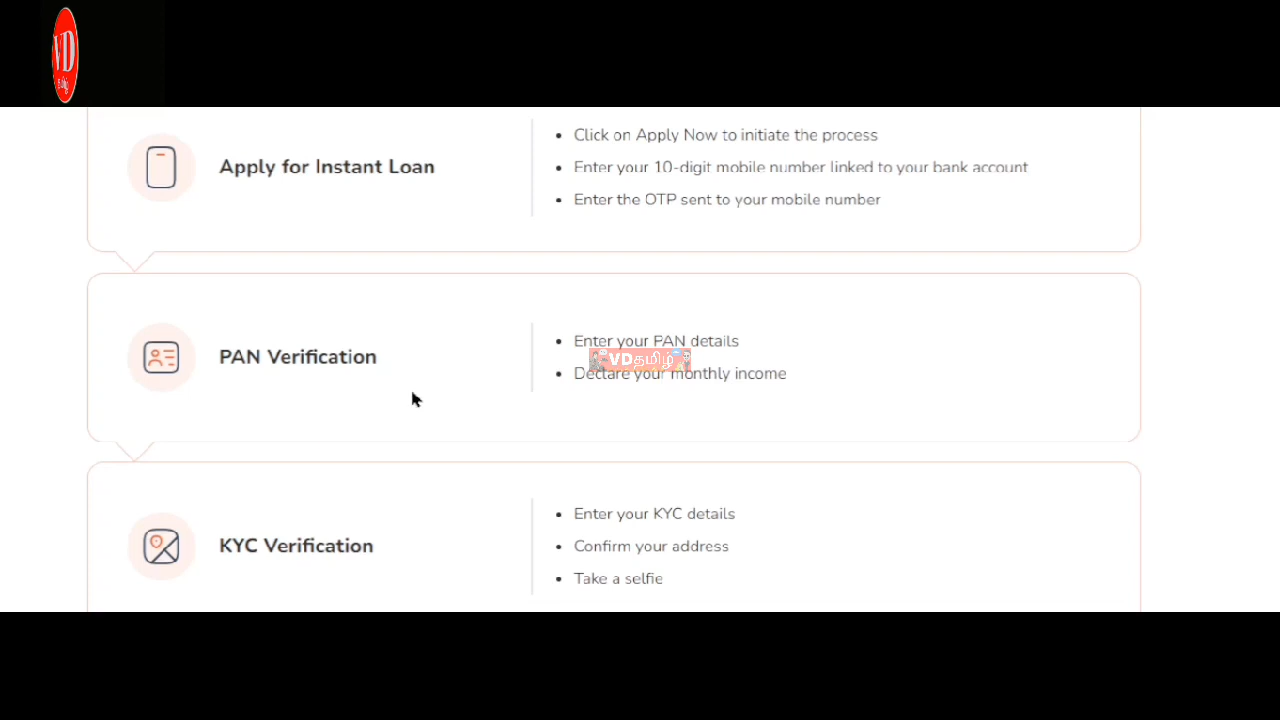 VD
தமிழ்
Apply for Instant Loan
Click on Apply Now to initiate the process
Enter your 10-digit mobile number linked to your bank account
Enter the OTP sent to your mobile number
PAN Verification
Enter your PAN details
VDதமிழ்
Declare your monthly income
KYC Verification
Enter your KYC details
Confirm your address
Take a selfie